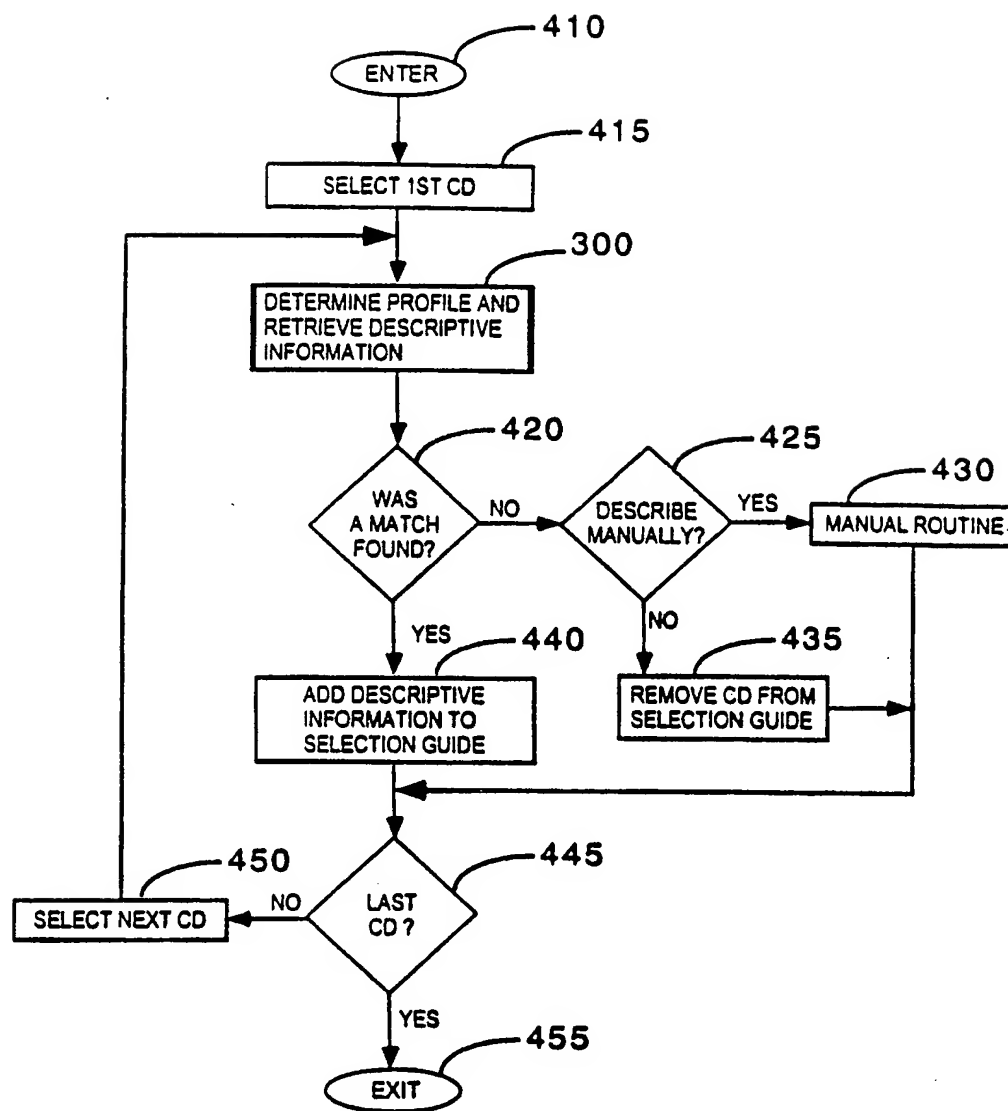 410
ENTER
415
SELECT 1ST CD
300
DETERMINE PROFILE AND
RETRIEVE DESCRIPTIVE
INFORMATION
420
WAS
A MATCH
FOUND?
NO
YES
425
DESCRIBE
MANUALLY?
YES
NO
430
MANUAL ROUTINE
435
REMOVE CD FROM
SELECTION GUIDE
440
ADD DESCRIPTIVE
INFORMATION TO
SELECTION GUIDE
445
LAST
CD ?
NO
450
SELECT NEXT CD
YES
455
EXIT